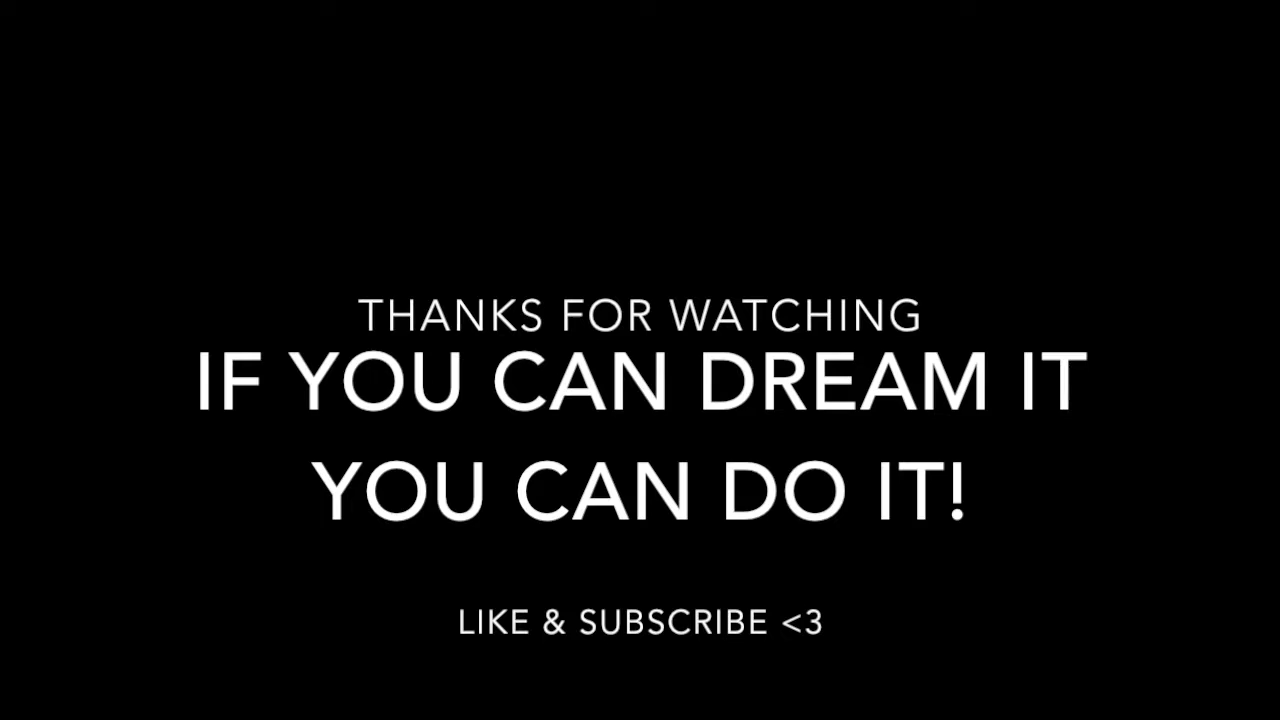 THANKS FOR WATCHING
IF YOU CAN DREAM IT
YOU CAN DO IT!
LIKE & SUBSCRIBE <3